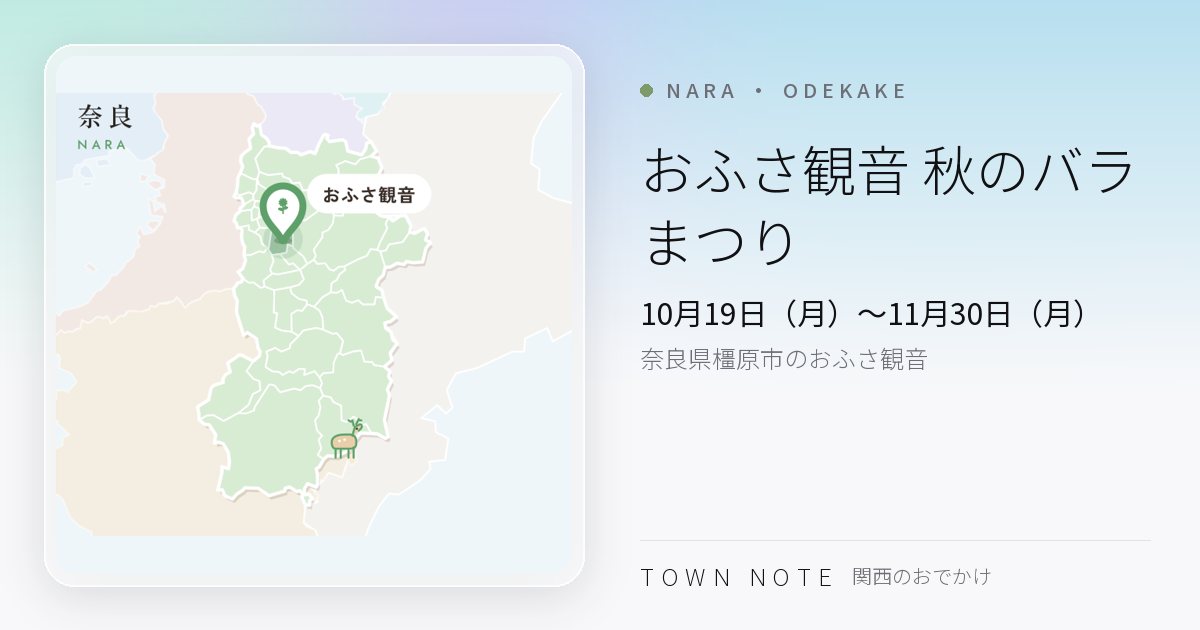 奈良
NARA
おふさ観音
NARA • ODEKAKE
おふさ観音 秋のバラ
まつり
10月19日（月）〜11月30日（月）
奈良県橿原市のおふさ観音
TOWN NOTE 関西のおでかけ